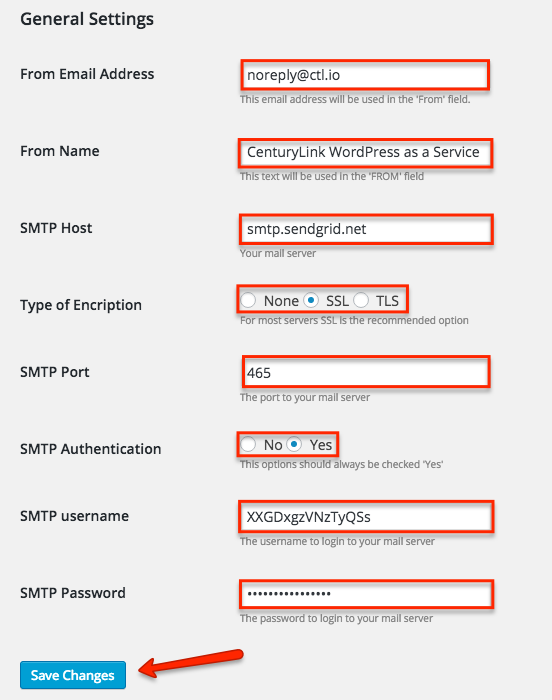 General Settings
From Email Address
noreply@ctl.io
This email address will be used in the 'From' field.
From Name
CenturyLink WordPress as a Service
This text will be used in the 'FROM' field
SMTP Host
smtp.sendgrid.net
Your mail server
Type of Encription
None SSL TLS
For most servers SSL is the recommended option
SMTP Port
465
The port to your mail server
SMTP Authentication
No Yes
This options should always be checked 'Yes'
SMTP username
XXGDxgzVNzTyQSs
The username to login to your mail server
SMTP Password
••••••••••••••••
The password to login to your mail server
Save Changes